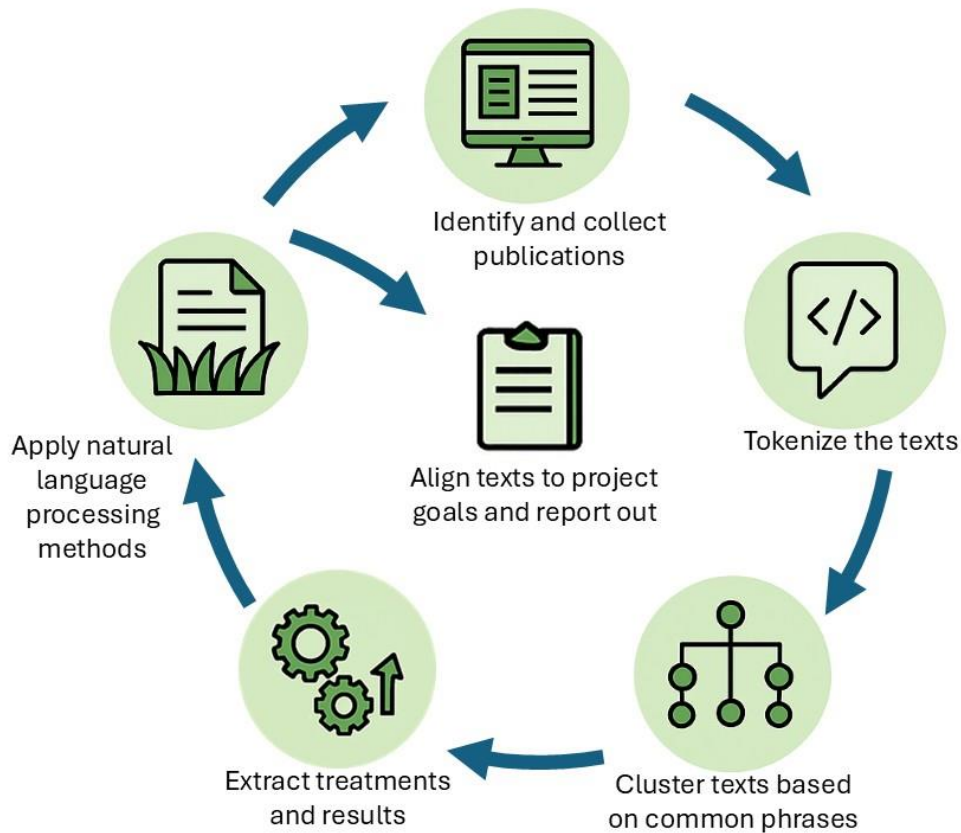 Identify and collect
publications
Tokenize the texts
Cluster texts based
on common phrases
Extract treatments
and results
Apply natural
language
processing
methods
Align texts to project
goals and report out